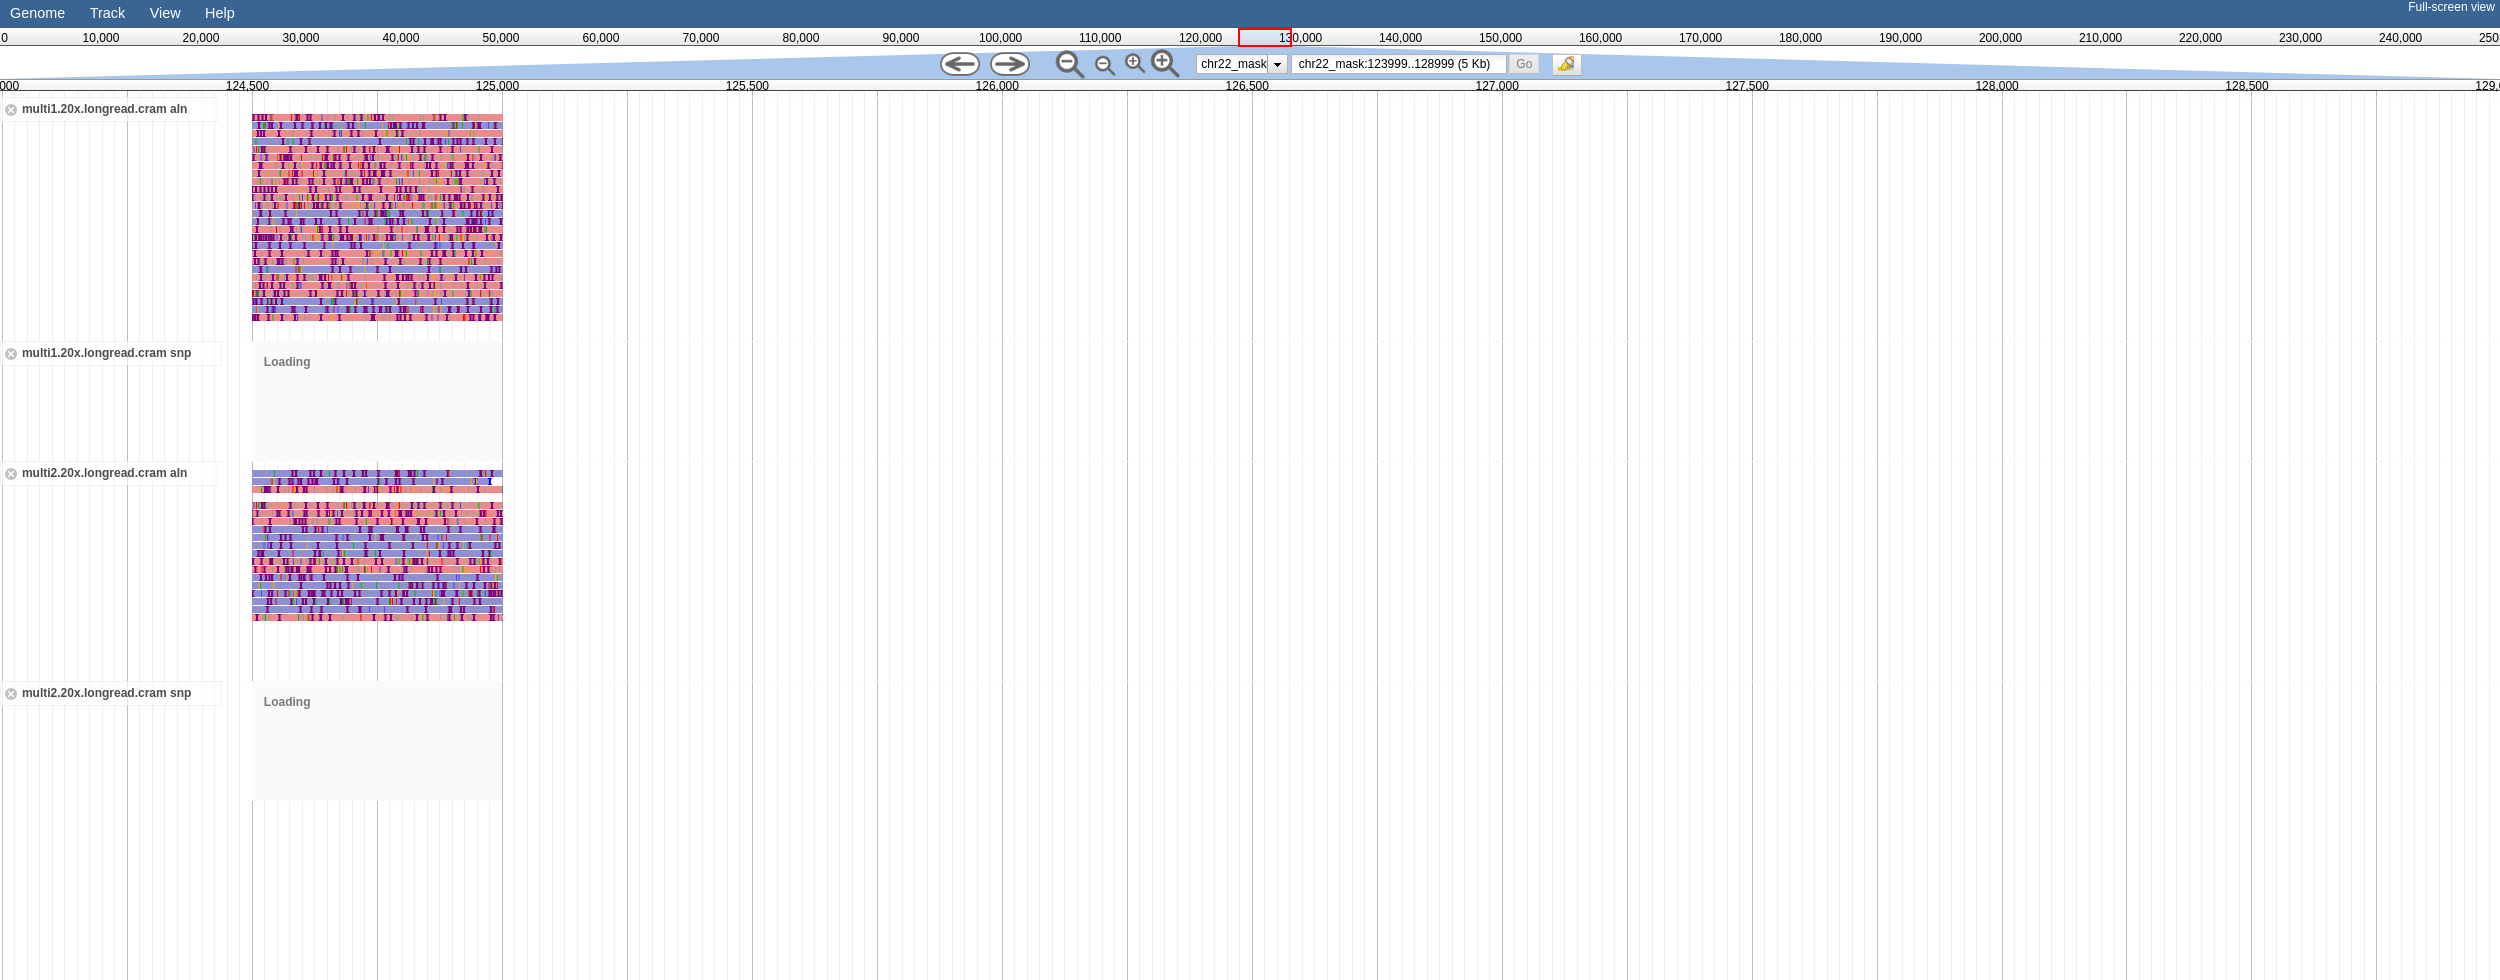 Genome Track View Help Full-screen view
0 10,000 20,000 30,000 40,000 50,000 60,000 70,000 80,000 90,000 100,000 110,000 120,000 130,000 140,000 150,000 160,000 170,000 180,000 190,000 200,000 210,000 220,000 230,000 240,000 250
chr22_mask chr22_mask:123999..128999 (5 Kb) Go
000 124,500 125,000 125,500 126,000 126,500 127,000 127,500 128,000 128,500 129,0
multi1.20x.longread.cram aln
multi1.20x.longread.cram snp
Loading
multi2.20x.longread.cram aln
multi2.20x.longread.cram snp
Loading